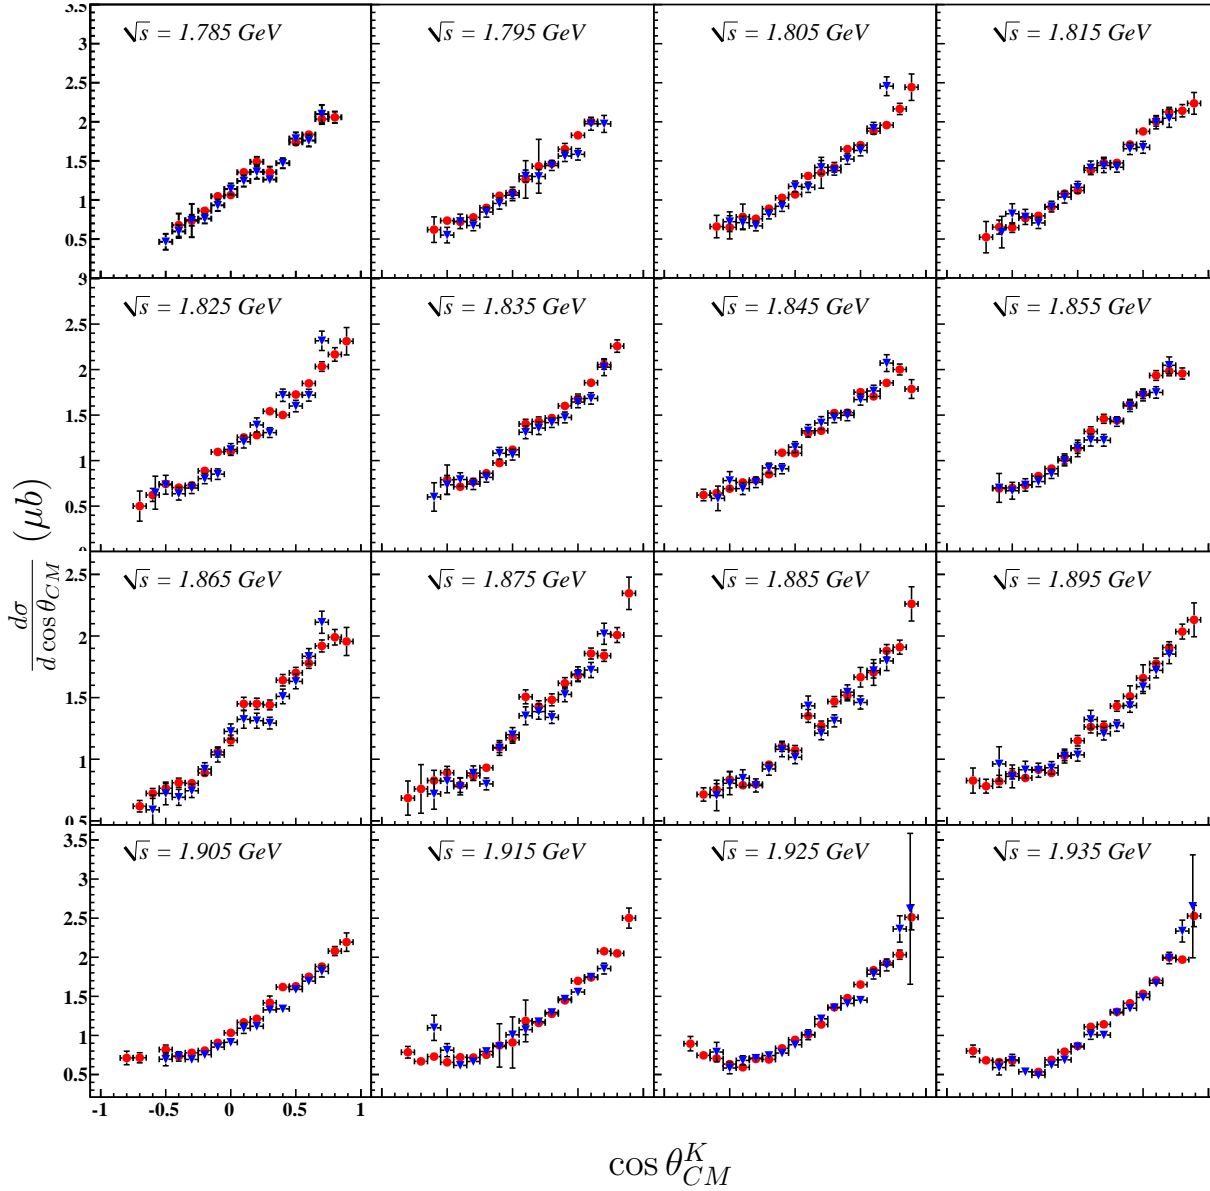 3.5
3
2.5
2
1.5
1
0.5
√s = 1.785 GeV
√s = 1.795 GeV
√s = 1.805 GeV
√s = 1.815 GeV
3
2.5
2
1.5
1
0.5
0
√s = 1.825 GeV
√s = 1.835 GeV
√s = 1.845 GeV
√s = 1.855 GeV
dσ / d cos θ_{CM} (μb)
2.5
2
1.5
1
0.5
√s = 1.865 GeV
√s = 1.875 GeV
√s = 1.885 GeV
√s = 1.895 GeV
3.5
3
2.5
2
1.5
1
0.5
√s = 1.905 GeV
√s = 1.915 GeV
√s = 1.925 GeV
√s = 1.935 GeV
-1 -0.5 0 0.5 1
cos θ^K_{CM}